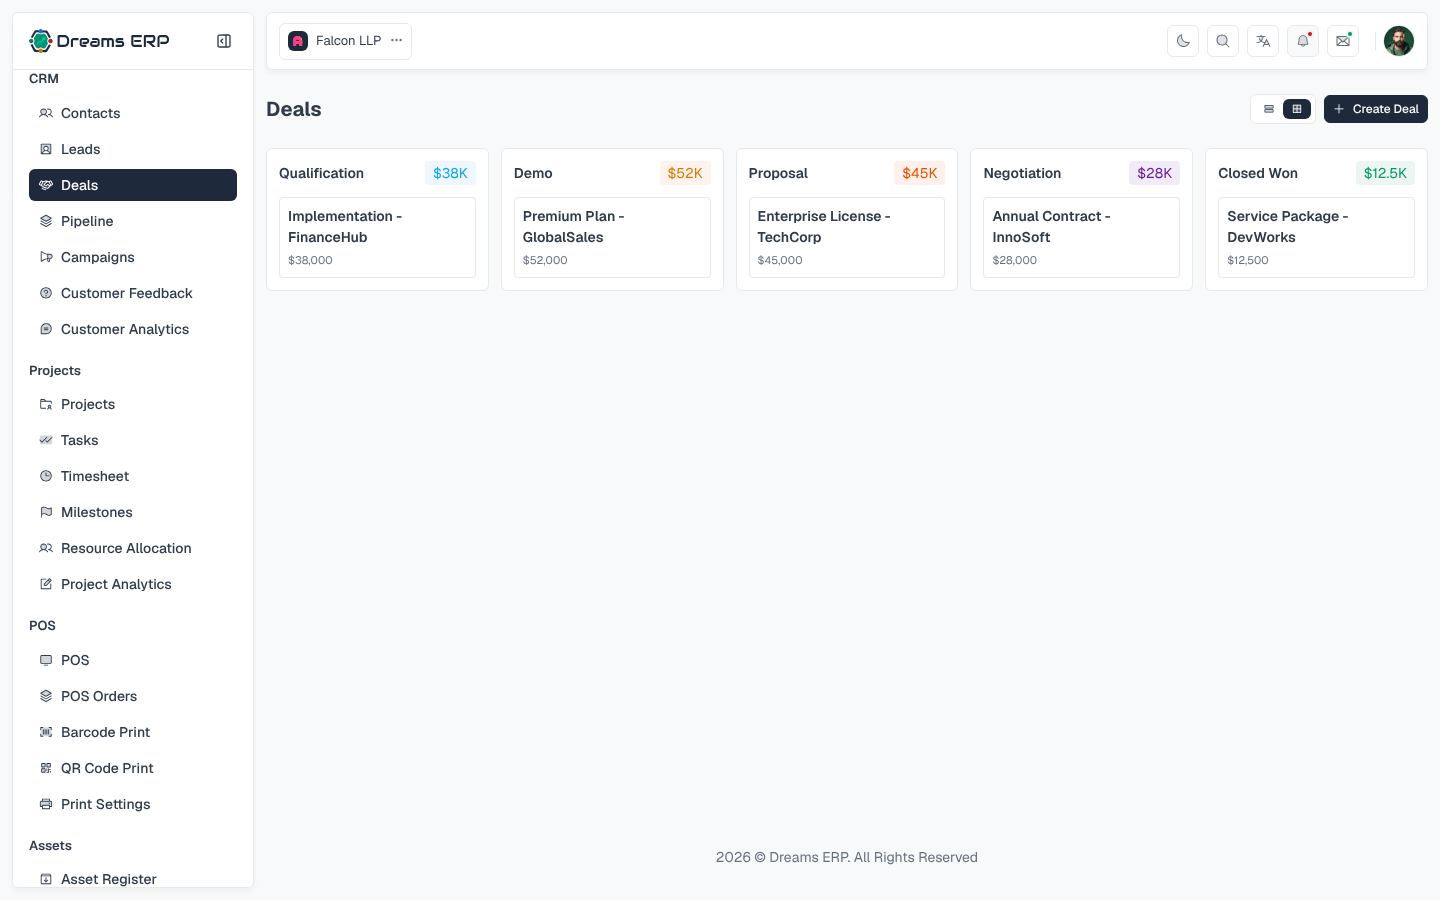 Dreams ERP
CRM
Contacts
Leads
Deals
Pipeline
Campaigns
Customer Feedback
Customer Analytics
Projects
Projects
Tasks
Timesheet
Milestones
Resource Allocation
Project Analytics
POS
POS
POS Orders
Barcode Print
QR Code Print
Print Settings
Assets
Asset Register
Falcon LLP
Deals
Create Deal
Qualification
$38K
Implementation -
FinanceHub
$38,000
Demo
$52K
Premium Plan -
GlobalSales
$52,000
Proposal
$45K
Enterprise License -
TechCorp
$45,000
Negotiation
$28K
Annual Contract -
InnoSoft
$28,000
Closed Won
$12.5K
Service Package -
DevWorks
$12,500
2026 © Dreams ERP. All Rights Reserved